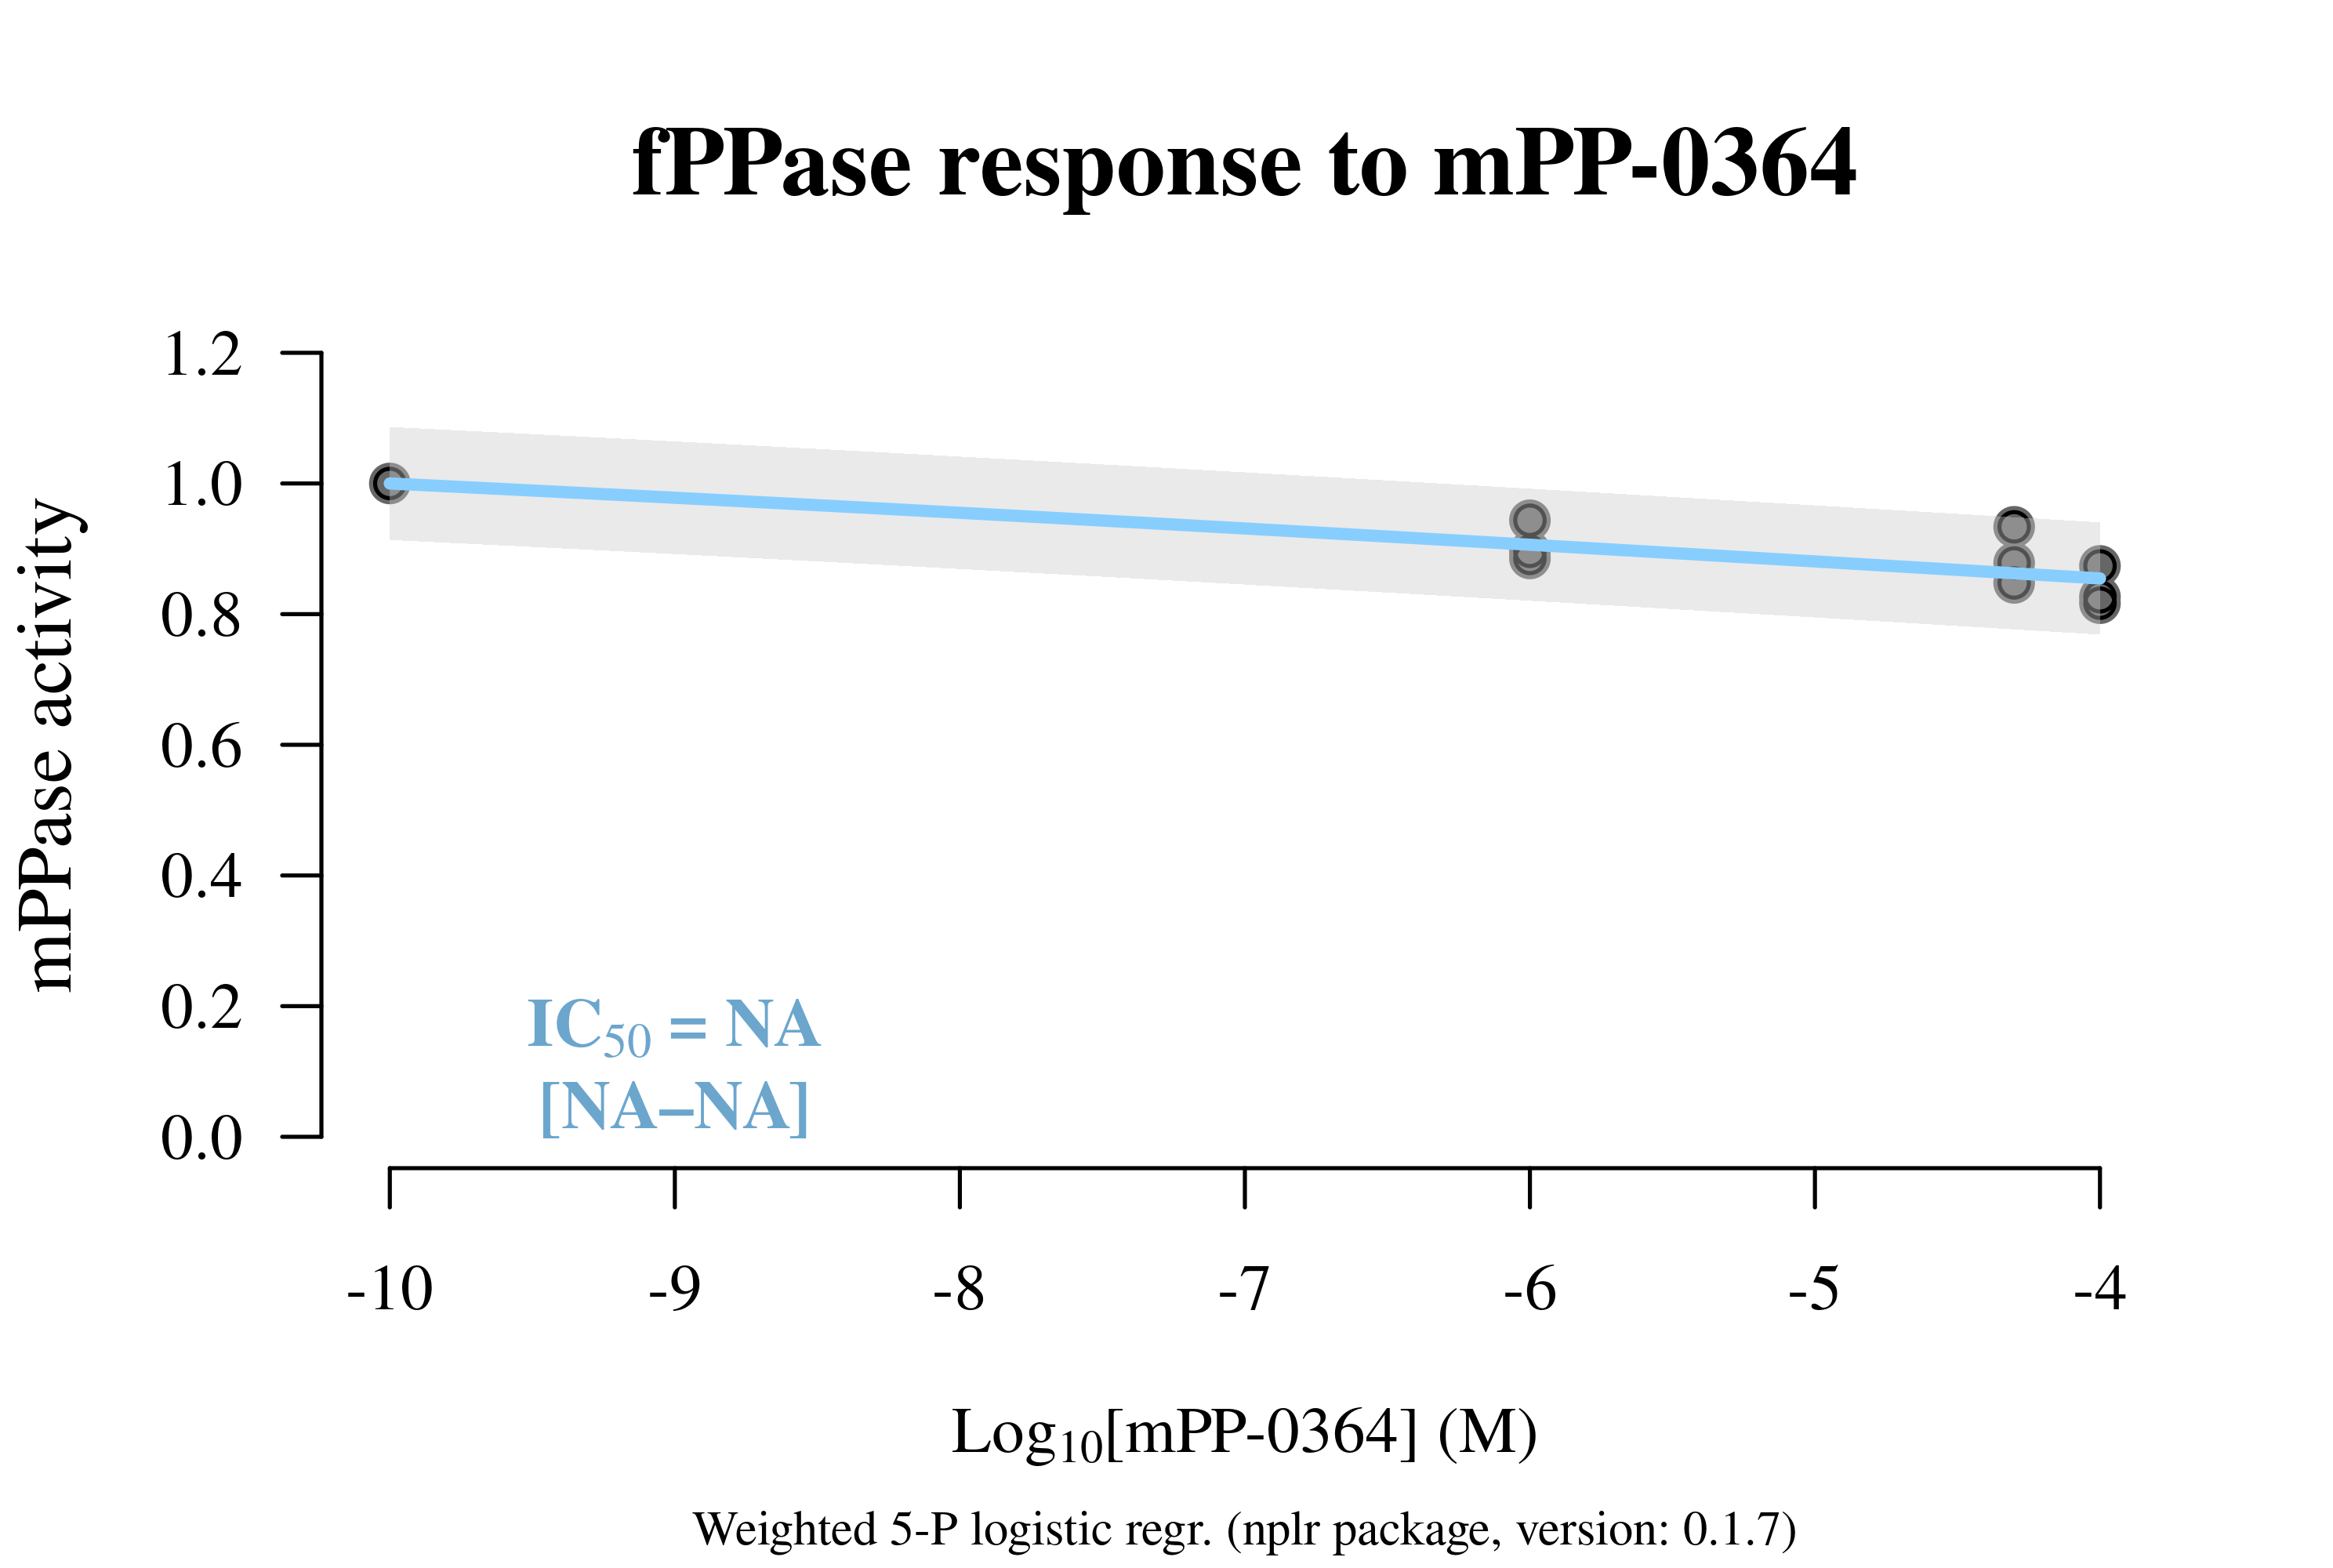 fPPase response to mPP-0364
mPPase activity
1.2
1.0
0.8
0.6
0.4
0.2
0.0
IC50 = NA
[NA–NA]
-10 -9 -8 -7 -6 -5 -4
Log10[mPP-0364] (M)
Weighted 5-P logistic regr. (nplr package, version: 0.1.7)